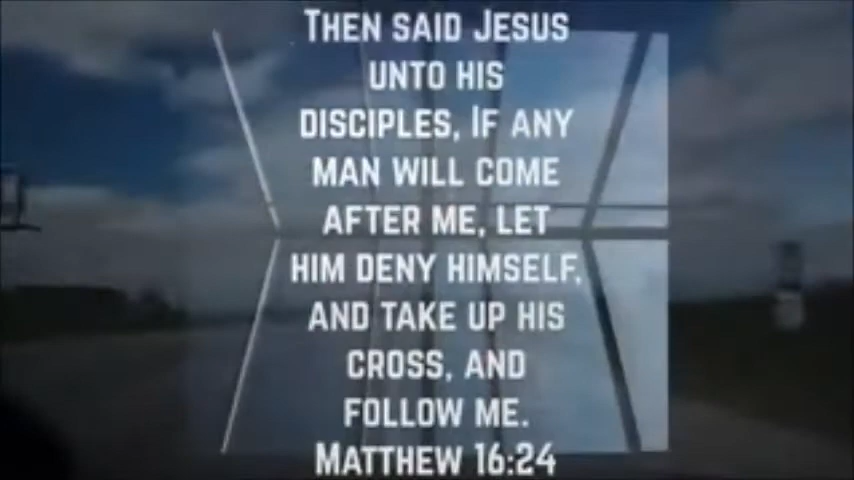 Then said Jesus
unto his
disciples, If any
man will come
after me, let
him deny himself,
and take up his
cross, and
follow me.
Matthew 16:24